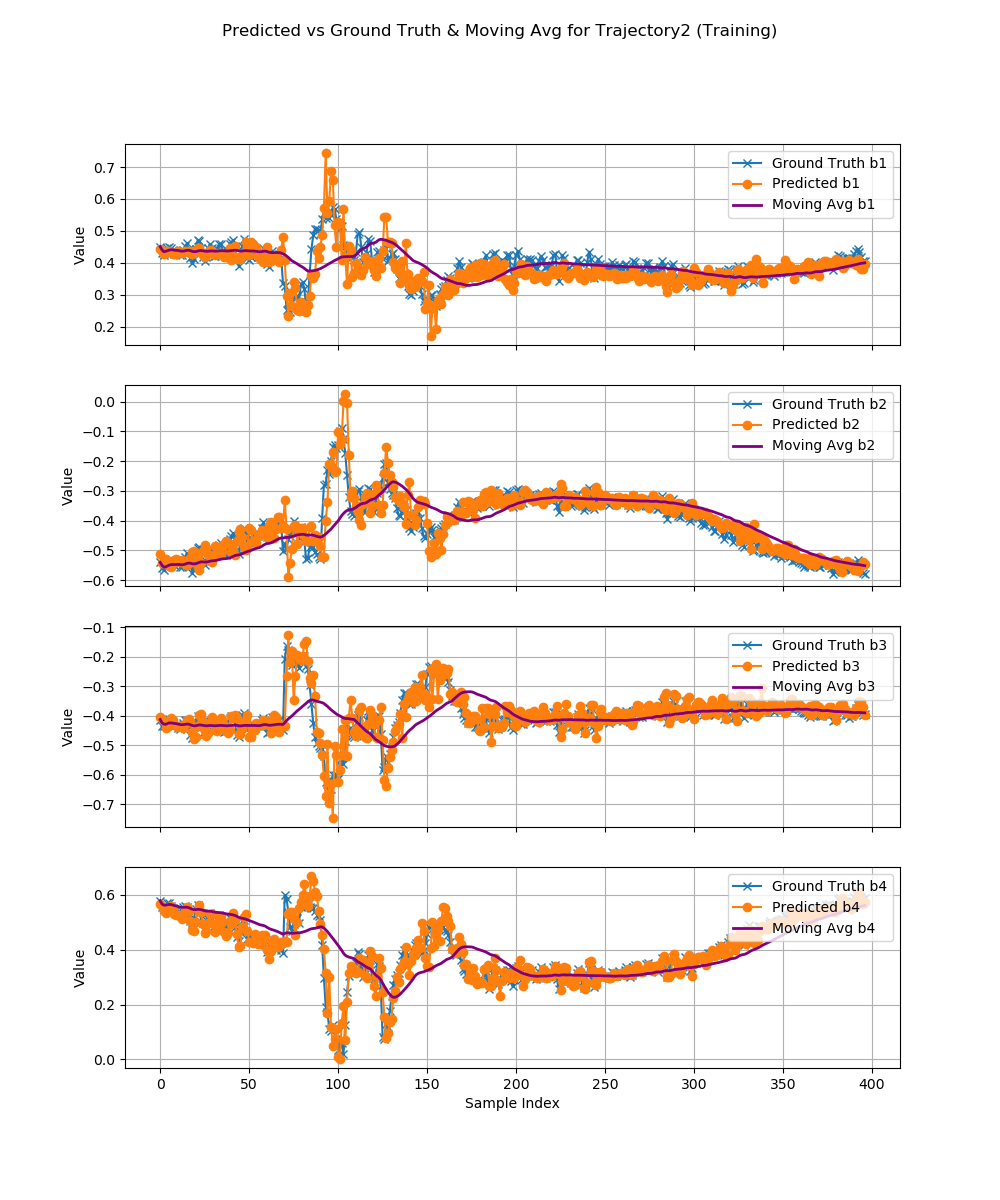 Predicted vs Ground Truth & Moving Avg for Trajectory2 (Training)
0.7
0.6
0.5
0.4
0.3
0.2
Value
Ground Truth b1
Predicted b1
Moving Avg b1
0.0
−0.1
−0.2
−0.3
−0.4
−0.5
−0.6
Value
Ground Truth b2
Predicted b2
Moving Avg b2
−0.1
−0.2
−0.3
−0.4
−0.5
−0.6
−0.7
Value
Ground Truth b3
Predicted b3
Moving Avg b3
0.6
0.4
0.2
0.0
Value
Ground Truth b4
Predicted b4
Moving Avg b4
0 50 100 150 200 250 300 350 400
Sample Index